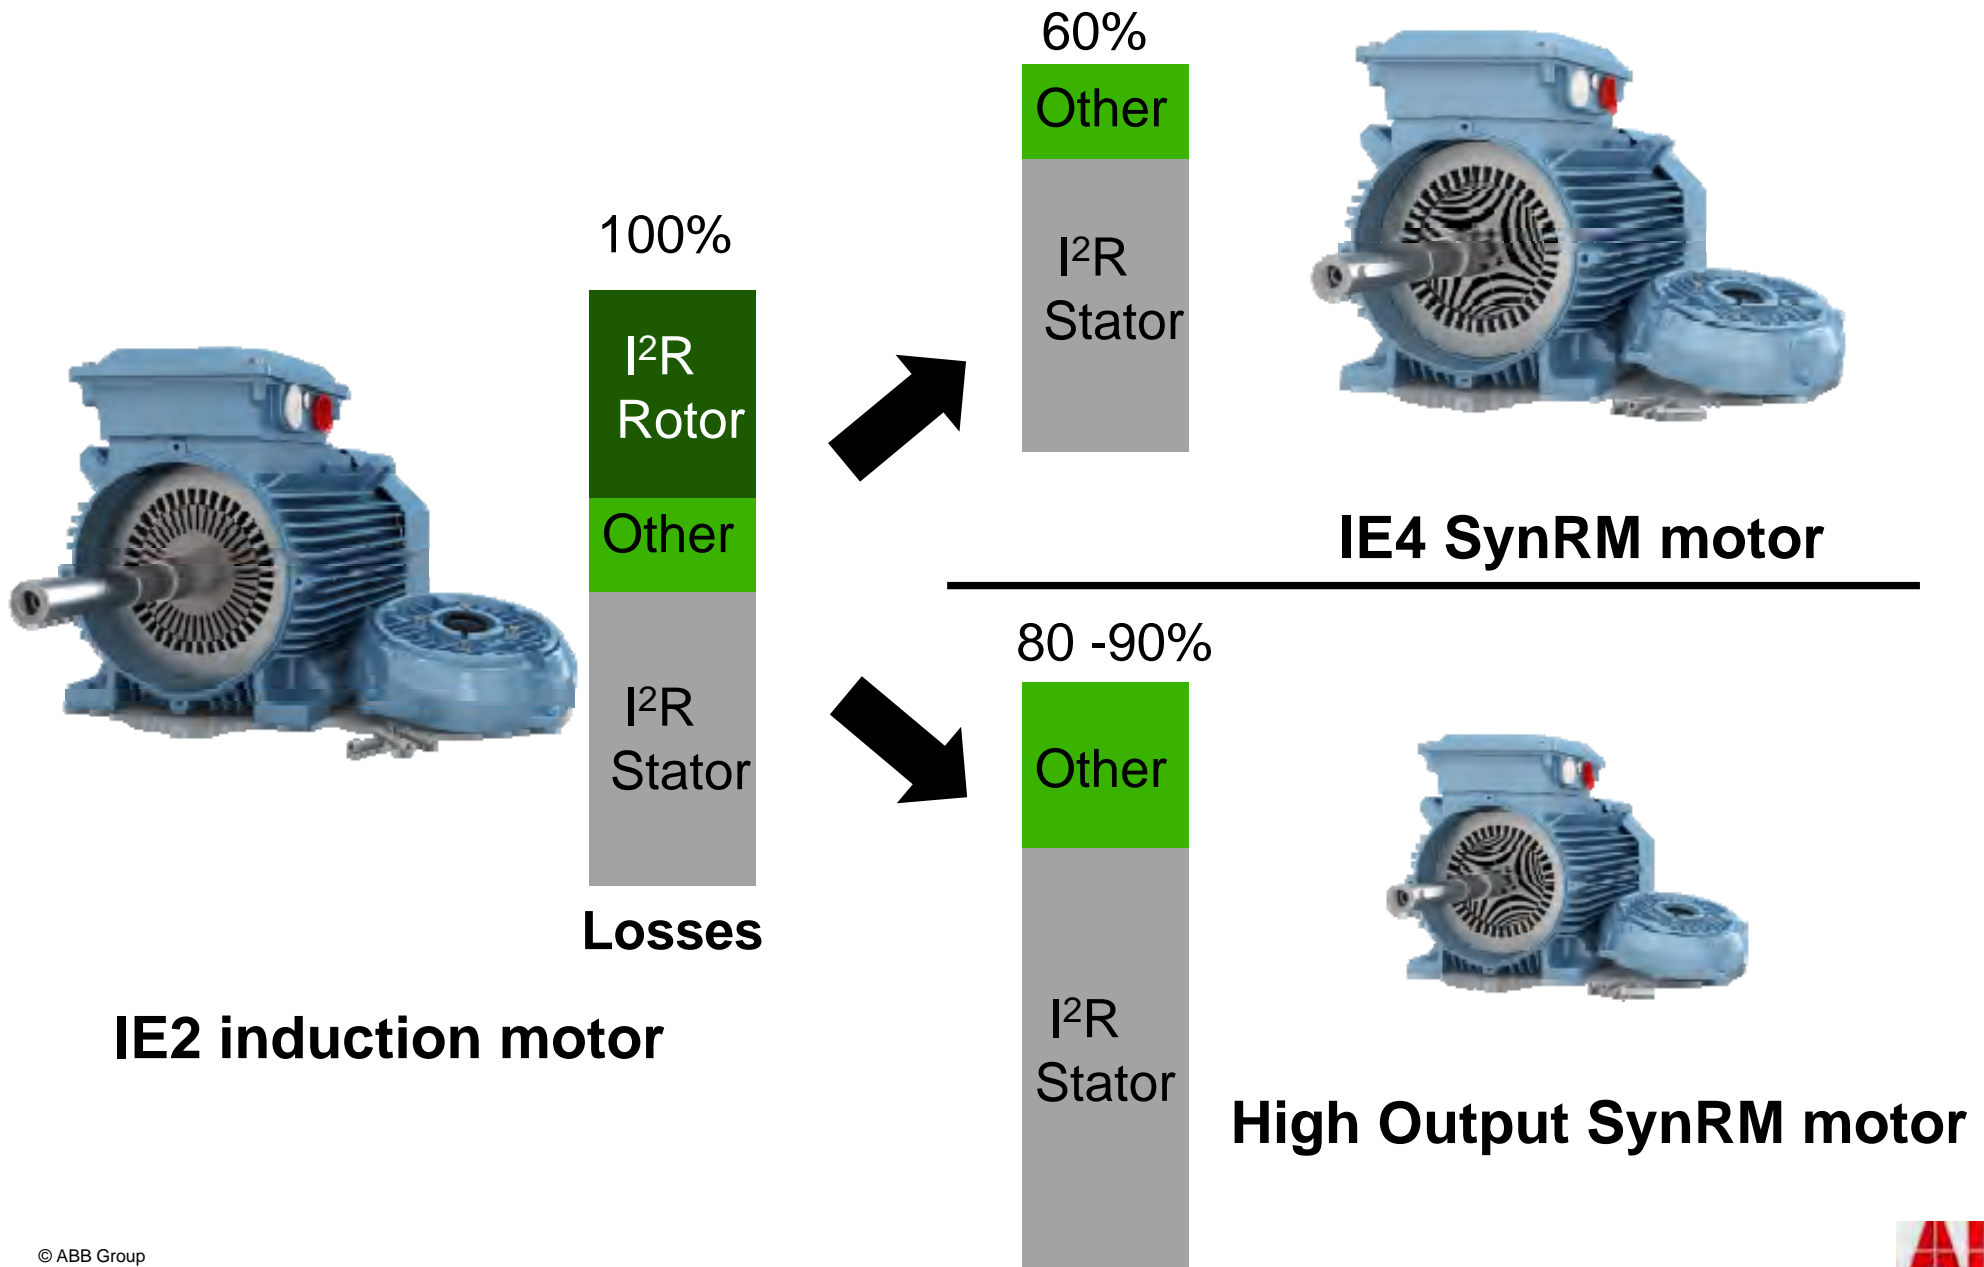 100%
I²R
Rotor
Other
I²R
Stator
Losses
IE2 induction motor
60%
Other
I²R
Stator
IE4 SynRM motor
80 -90%
Other
I²R
Stator
High Output SynRM motor
© ABB Group